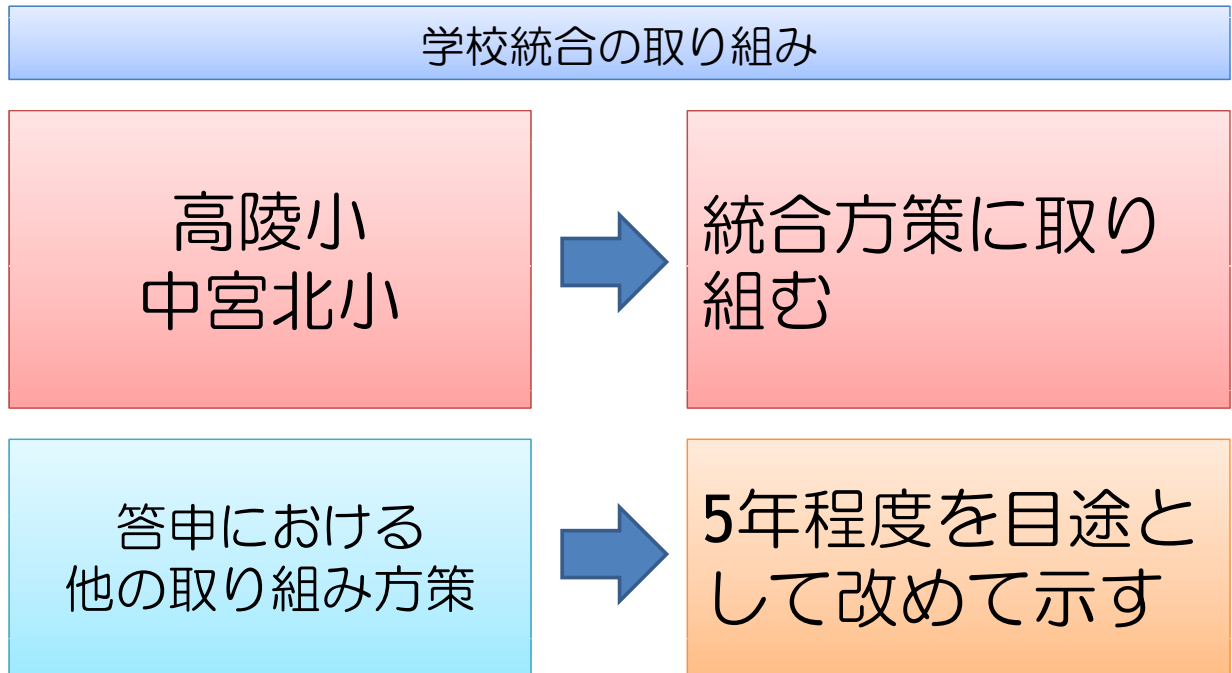 学校統合の取り組み
高陵小
中宮北小
統合方策に取り
組む
答申における
他の取り組み方策
5年程度を目途と
して改めて示す